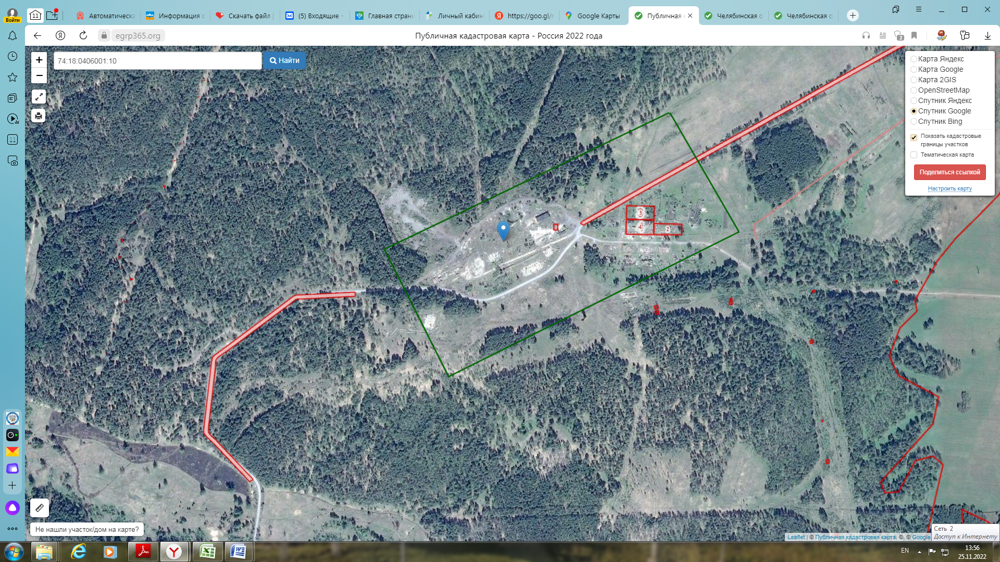 Войти
11
Автоматическа
Информация о
Скачать файл
(5) Входящие -
Главная страни
Личный кабин
https://goo.gl/r
Google Карты
Публичная к
Челябинская о
Челябинская о
egrp365.org
Публичная кадастровая карта - Россия 2022 года
2
74:18:0406001:10
Найти
Карта Яндекс
Карта Google
Карта 2GIS
OpenStreetMap
Спутник Яндекс
Спутник Google
Спутник Bing
Показать кадастровые
границы участков
Тематическая карта
Поделиться ссылкой
Настроить карту
11
3
4
2
Не нашли участок/дом на карте?
Leaflet | © Публичная кадастровая карта, ©, © Google
Сеть 2
Доступ к Интернету
EN
13:56
25.11.2022